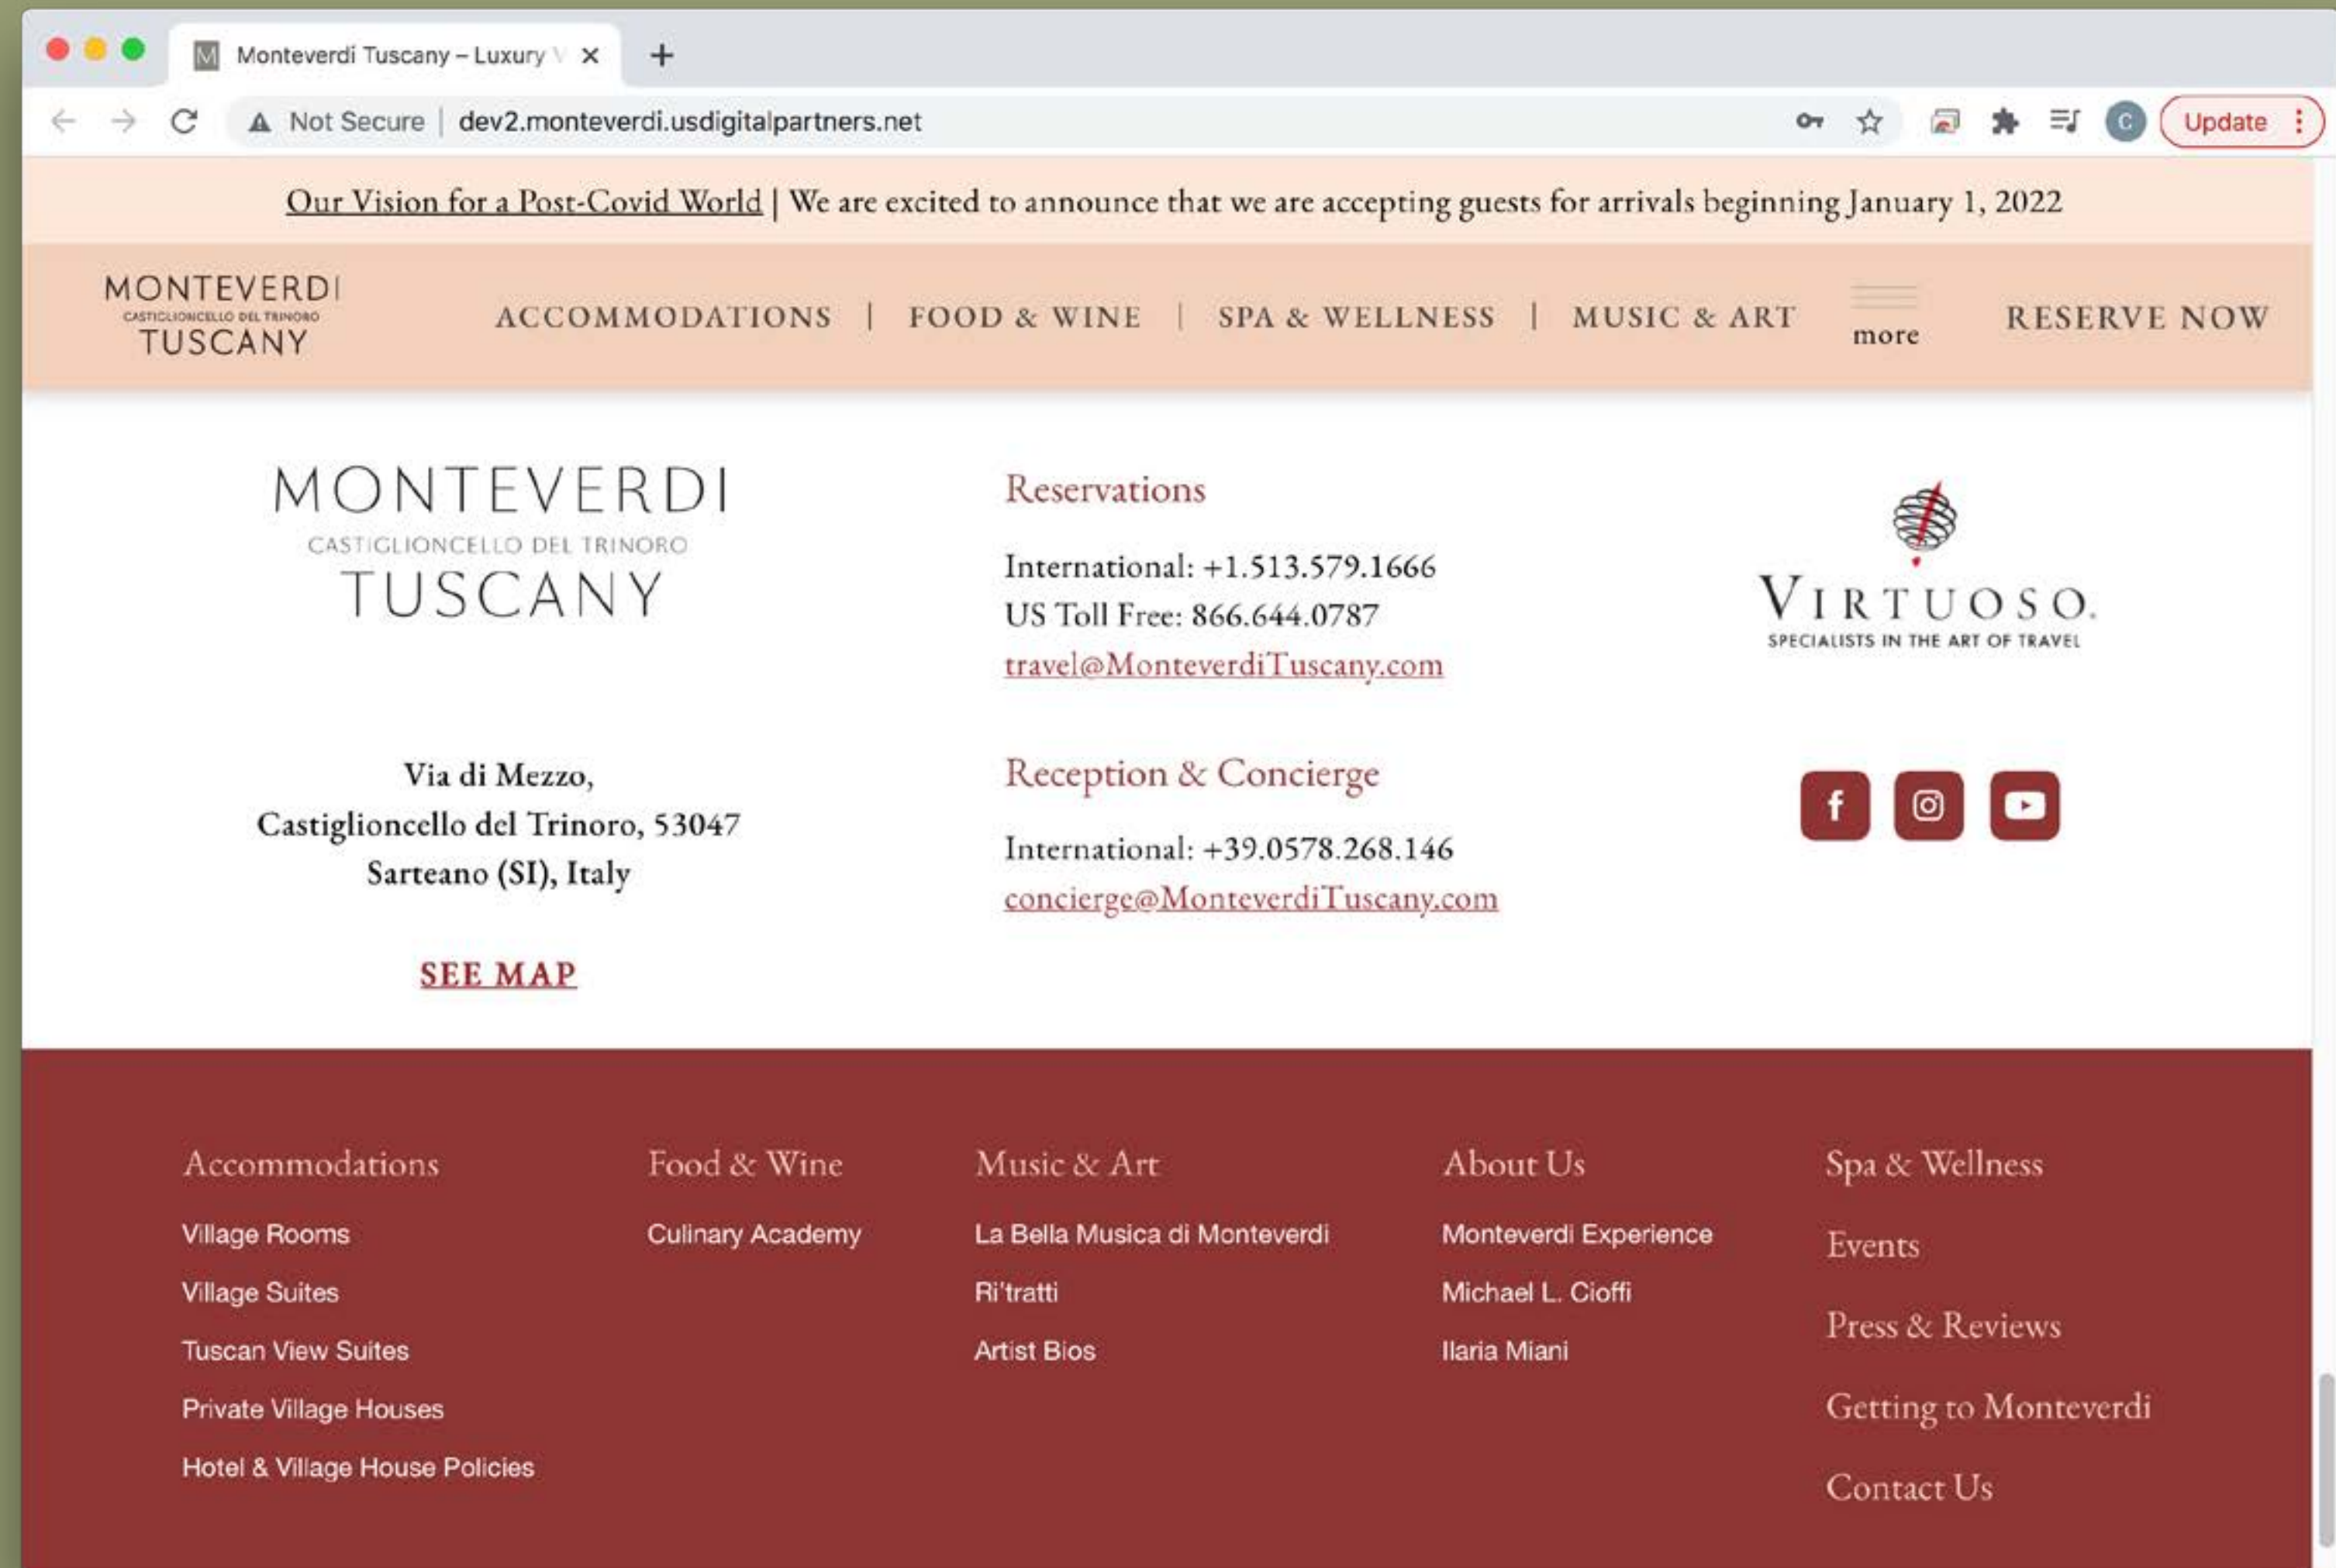 Monteverdi Tuscany – Luxury V
Not Secure | dev2.monteverdi.usdigitalpartners.net
C
Update
Our Vision for a Post-Covid World | We are excited to announce that we are accepting guests for arrivals beginning January 1, 2022
MONTEVERDI
CASTIGLIONCELLO DEL TRINORO
TUSCANY
ACCOMMODATIONS | FOOD & WINE | SPA & WELLNESS | MUSIC & ART
more
RESERVE NOW
MONTEVERDI
CASTIGLIONCELLO DEL TRINORO
TUSCANY
Via di Mezzo,
Castiglioncello del Trinoro, 53047
Sarteano (SI), Italy
SEE MAP
Reservations
International: +1.513.579.1666
US Toll Free: 866.644.0787
travel@MonteverdiTuscany.com
Reception & Concierge
International: +39.0578.268.146
concierge@MonteverdiTuscany.com
VIRTUOSO.
SPECIALISTS IN THE ART OF TRAVEL
Accommodations
Village Rooms
Village Suites
Tuscan View Suites
Private Village Houses
Hotel & Village House Policies
Food & Wine
Culinary Academy
Music & Art
La Bella Musica di Monteverdi
Ri'tratti
Artist Bios
About Us
Monteverdi Experience
Michael L. Cioffi
Ilaria Miani
Spa & Wellness
Events
Press & Reviews
Getting to Monteverdi
Contact Us